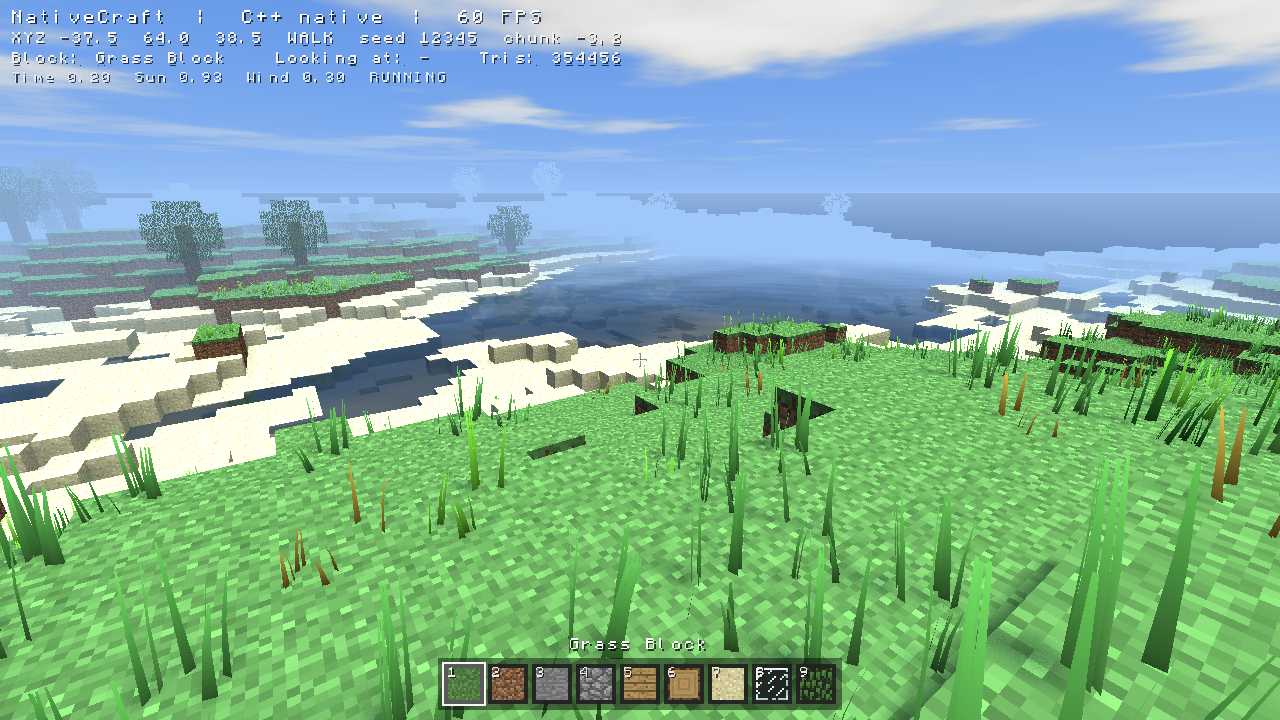 NativeCraft | C++ native | 60 FPS
XYZ -37.5 64.0 38.5 WALK seed 12345 chunk -3,2
Block: Grass Block Looking at: - Tris: 354456
Time 0.20 Sun 0.93 Wind 0.30 RUNNING
Grass Block
1 2 3 4 5 6 7 8 9